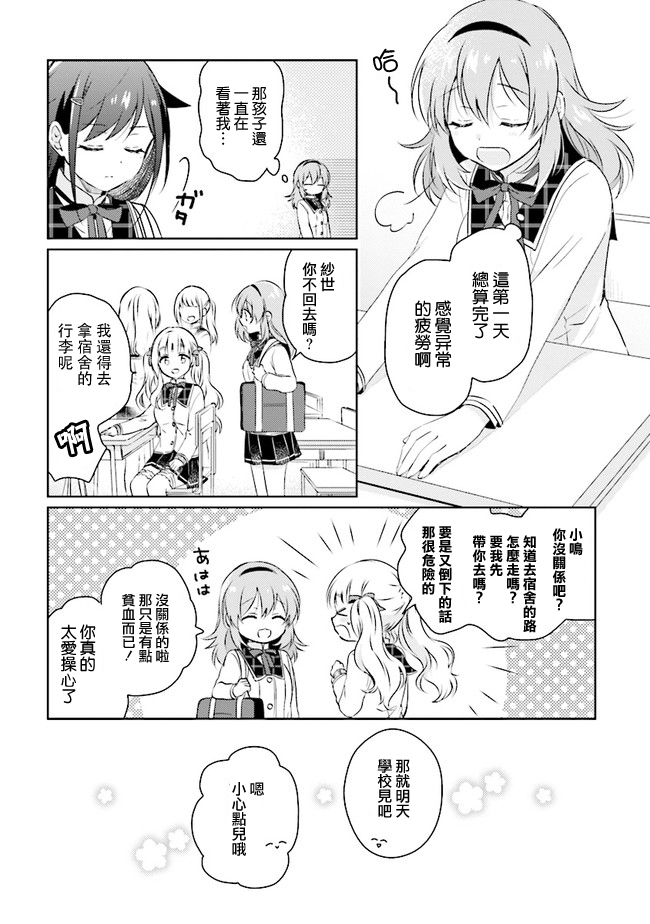 哈～
這第一天
總算完了
感覺异常
的疲勞啊
那孩子還
一直在
看著我…
ガタ
紗世
你不回去嗎？
我還得去
拿宿舍的
行李呢
啊
小鳴
你沒關係吧？
知道去宿舍的路
怎麼走嗎？
要我先
帶你去嗎？
要是又倒下的話
那很危險的
あはは
沒關係的啦
那只是有點
貧血而已！
你真的
太愛操心了
那就明天
學校見吧
嗯
小心點兒哦